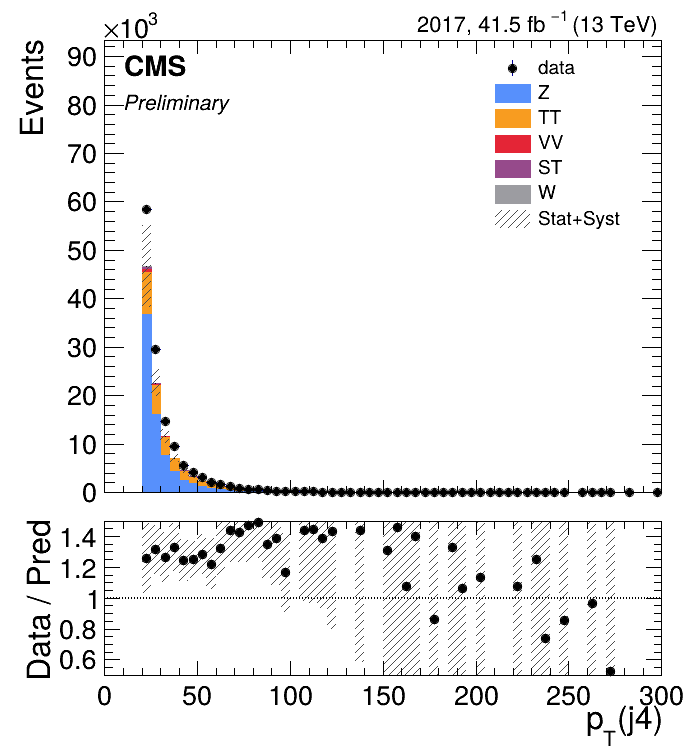 ×10³
2017, 41.5 fb⁻¹ (13 TeV)
CMS
Preliminary
Events
90
80
70
60
50
40
30
20
10
0
data
Z
TT
VV
ST
W
Stat+Syst
Data / Pred
1.4
1.2
1
0.8
0.6
0 50 100 150 200 250 300
p_T(j4)